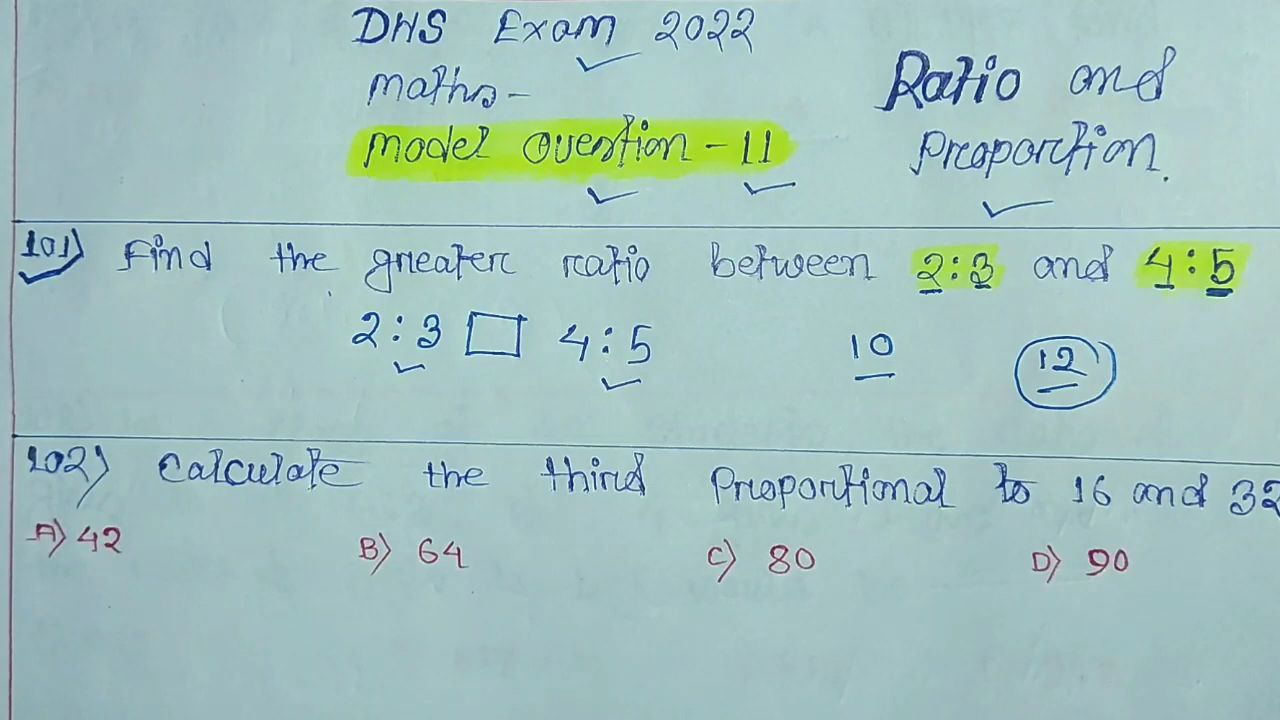 DHS Exam 2022
maths-
Model Question - 11
Ratio and
Proportion.
101) Find the greater ratio between 2:3 and 4:5
2:3 □ 4:5 10 12
102) Calculate the third Proportional to 16 and 32
A) 42 B) 64 C) 80 D) 90